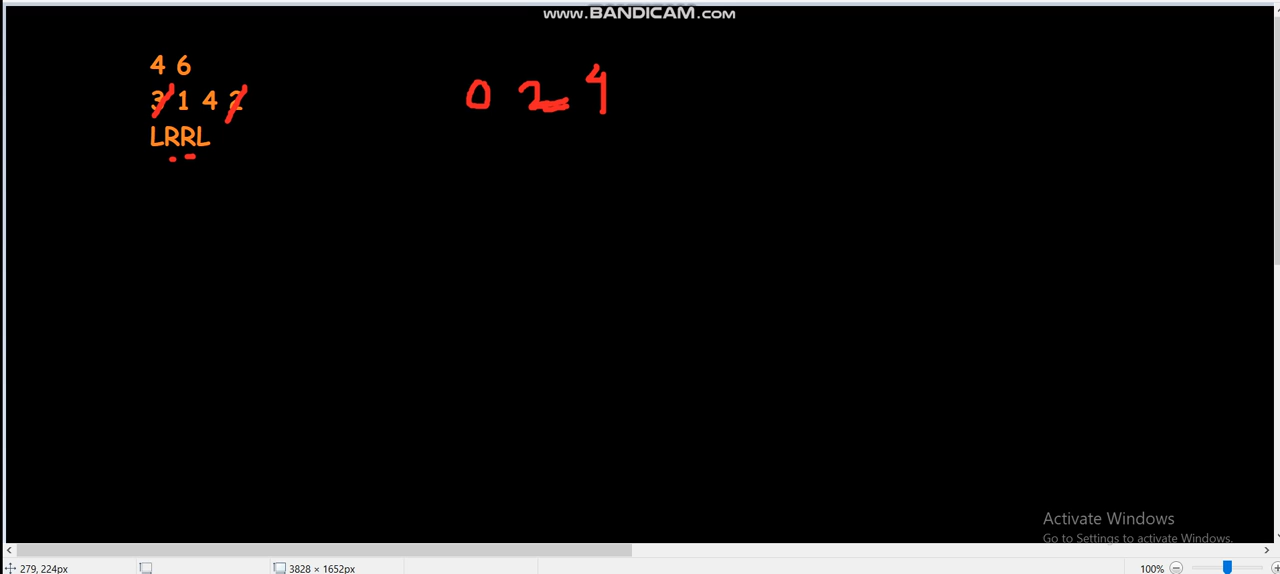 www.BANDICAM.com
4 6
3 1 4 2
0 2 4
LRRL
Activate Windows
Go to Settings to activate Windows.
279, 224px
3828 × 1652px
100%